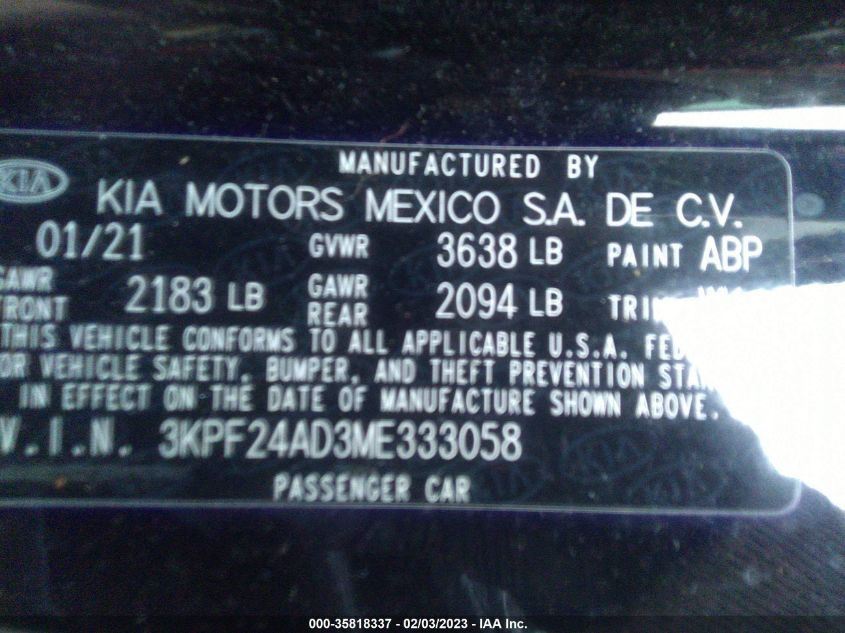 MANUFACTURED BY
KIA
KIA MOTORS MEXICO S.A. DE C.V.
01/21 GVWR 3638 LB PAINT ABP
GAWR FRONT 2183 LB GAWR REAR 2094 LB
THIS VEHICLE CONFORMS TO ALL APPLICABLE U.S.A.
OR VEHICLE SAFETY, BUMPER, AND THEFT PREVENTION
IN EFFECT ON THE DATE OF MANUFACTURE SHOWN ABOVE.
V.I.N. 3KPF24AD3ME333058
PASSENGER CAR
000-35818337 - 02/03/2023 - IAA Inc.